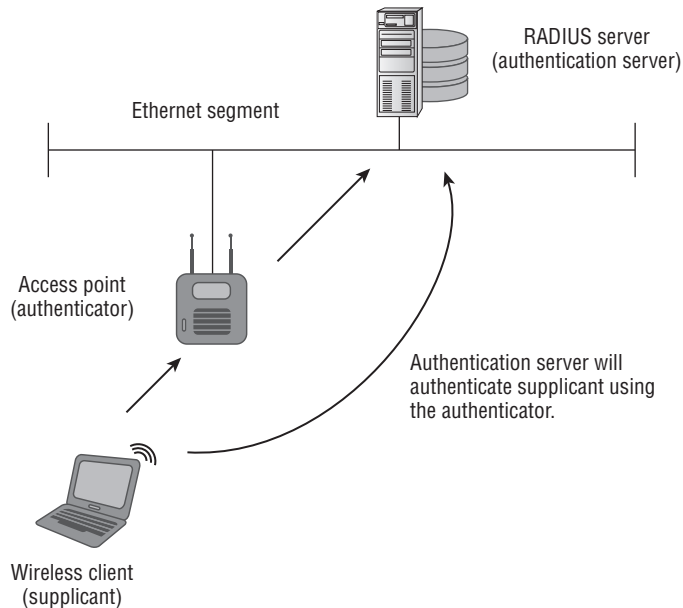 RADIUS server
(authentication server)
Ethernet segment
Access point
(authenticator)
Authentication server will
authenticate supplicant using
the authenticator.
Wireless client
(supplicant)